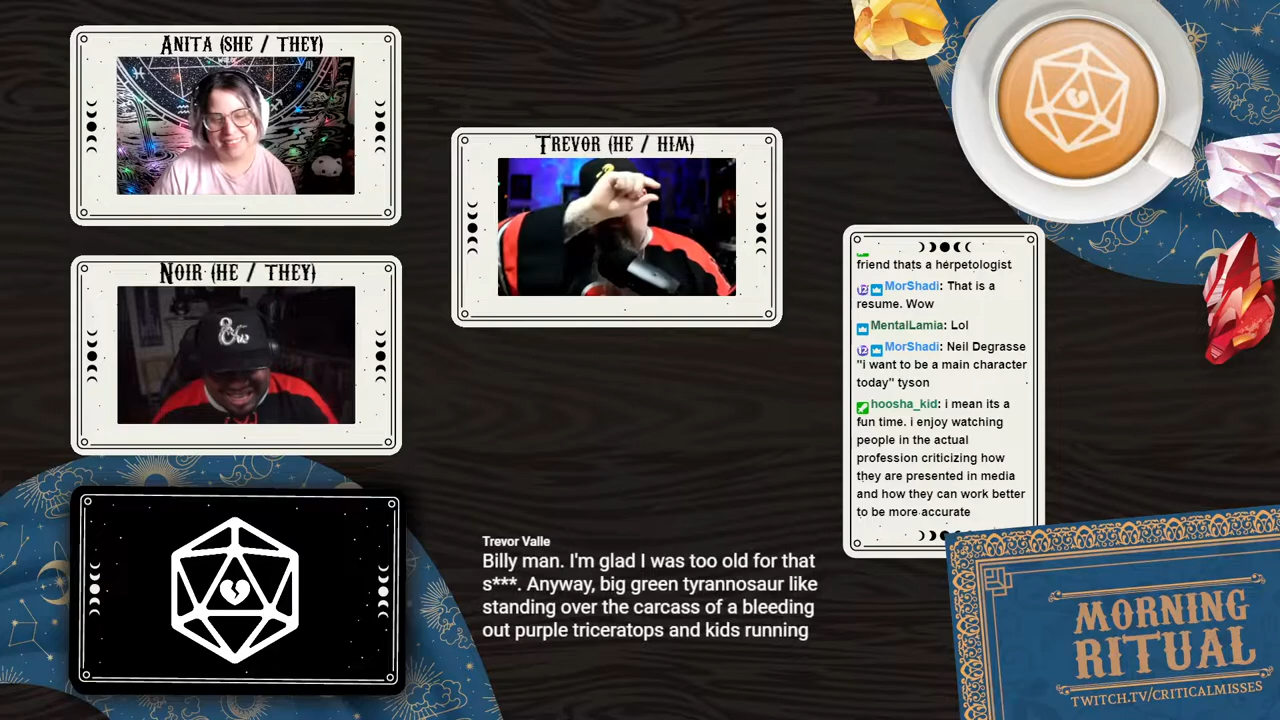 ANITA (SHE / THEY)
TREVOR (HE / HIM)
NOIR (HE / THEY)
friend thats a herpetologist
MorShadi: That is a
resume. Wow
MentalLamia: Lol
MorShadi: Neil Degrasse
"i want to be a main character
today" tyson
hoosha_kid: i mean its a
fun time. i enjoy watching
people in the actual
profession criticizing how
they are presented in media
and how they can work better
to be more accurate
Trevor Valle
Billy man. I'm glad I was too old for that
s***. Anyway, big green tyrannosaur like
standing over the carcass of a bleeding
out purple triceratops and kids running
MORNING
RITUAL
TWITCH.TV/CRITICALMISSES